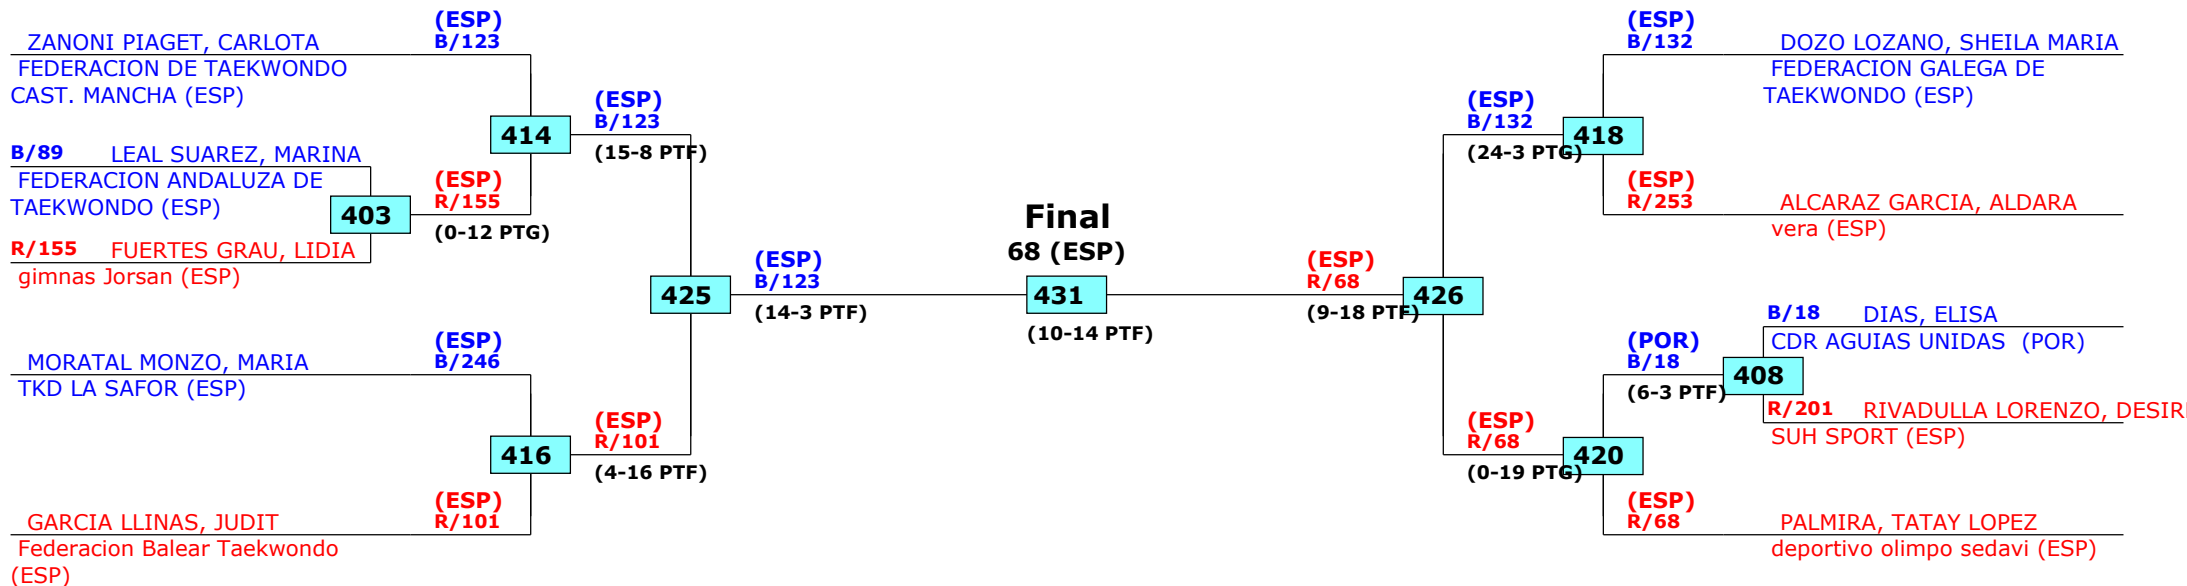 (ESP)
B/123
ZANONI PIAGET, CARLOTA
FEDERACION DE TAEKWONDO
CAST. MANCHA (ESP)
414
(ESP)
B/123
(15-8 PTF)
B/89 LEAL SUAREZ, MARINA
FEDERACION ANDALUZA DE
TAEKWONDO (ESP)
403
(ESP)
R/155
(0-12 PTG)
R/155 FUERTES GRAU, LIDIA
gimnas Jorsan (ESP)
425
(ESP)
B/123
(14-3 PTF)
MORATAL MONZO, MARIA
TKD LA SAFOR (ESP)
(ESP)
B/246
416
(ESP)
R/101
(4-16 PTF)
(ESP)
R/101
GARCIA LLINAS, JUDIT
Federacion Balear Taekwondo
(ESP)
Final
68 (ESP)
431
(10-14 PTF)
(ESP)
R/68
(9-18 PTF)
426
(ESP)
B/132
(24-3 PTG)
418
(ESP)
B/132
DOZO LOZANO, SHEILA MARIA
FEDERACION GALEGA DE
TAEKWONDO (ESP)
(ESP)
R/253
ALCARAZ GARCIA, ALDARA
vera (ESP)
B/18 DIAS, ELISA
CDR AGUIAS UNIDAS (POR)
(POR)
B/18
(6-3 PTF)
408
R/201 RIVADULLA LORENZO,
SUH SPORT (ESP)
(ESP)
R/68
(0-19 PTG)
420
(ESP)
R/68
PALMIRA, TATAY LOPEZ
deportivo olimpo sedavi (ESP)